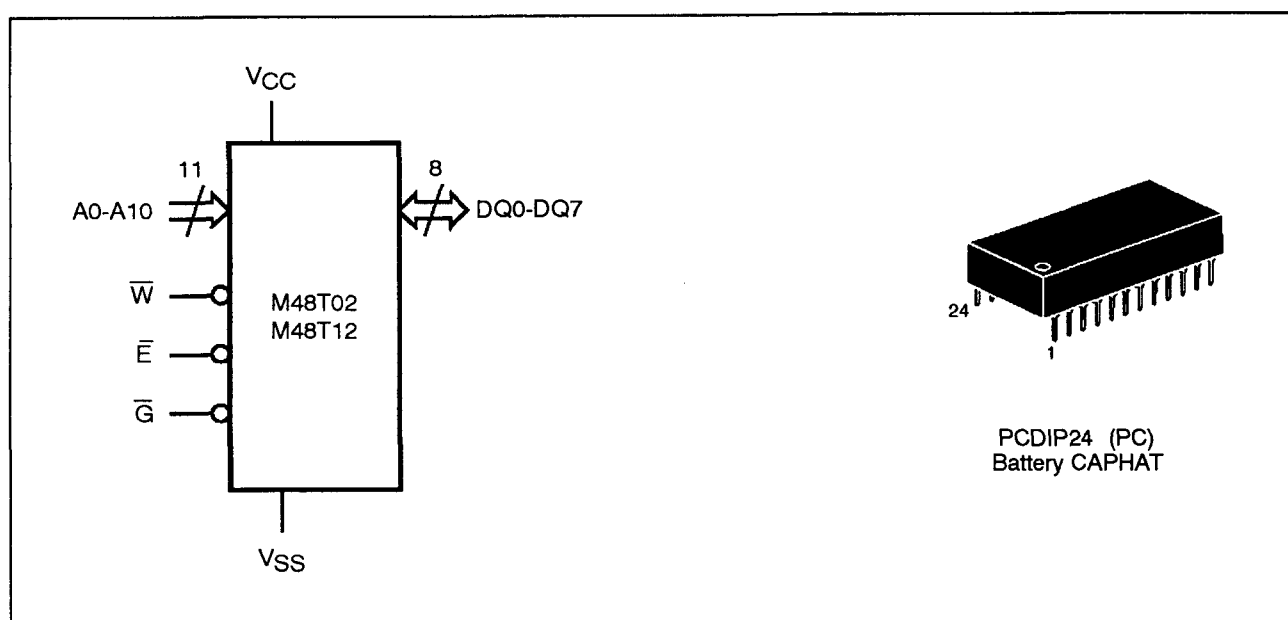 VCC
11
8
A0-A10
DQ0-DQ7
W̅
M48T02
M48T12
E̅
G̅
VSS
24
1
PCDIP24 (PC)
Battery CAPHAT